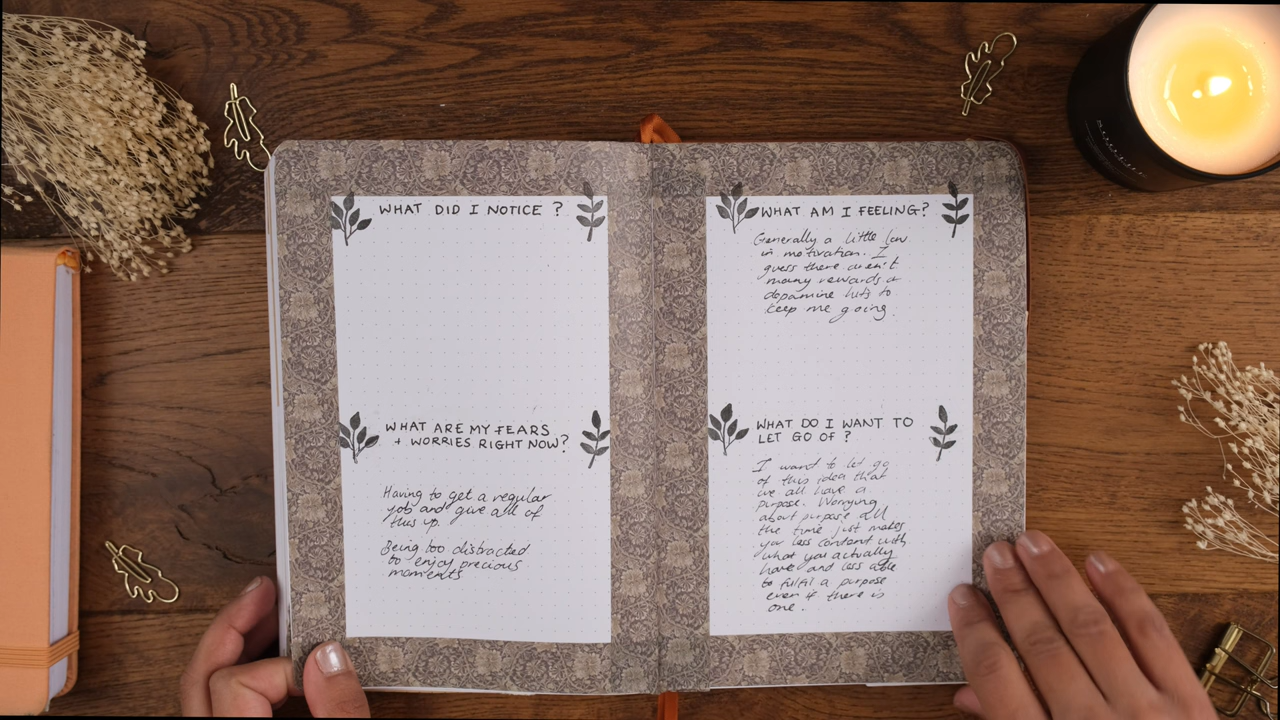 WHAT DID I NOTICE ?
WHAT ARE MY FEARS
+ WORRIES RIGHT NOW?
Having to get a regular
job and give all of
this up.
Being too distracted
to enjoy precious
moments
WHAT AM I FEELING?
Generally a little low
in motivation. I
guess there aren't
many rewards or
dopamine hits to
keep me going.
WHAT DO I WANT TO
LET GO OF ?
I want to let go
of this idea that
we all have a
purpose. Worrying
about purpose all
the time just makes
you less content with
what you actually
have and less able
to fulfil a purpose
even if there is
one.